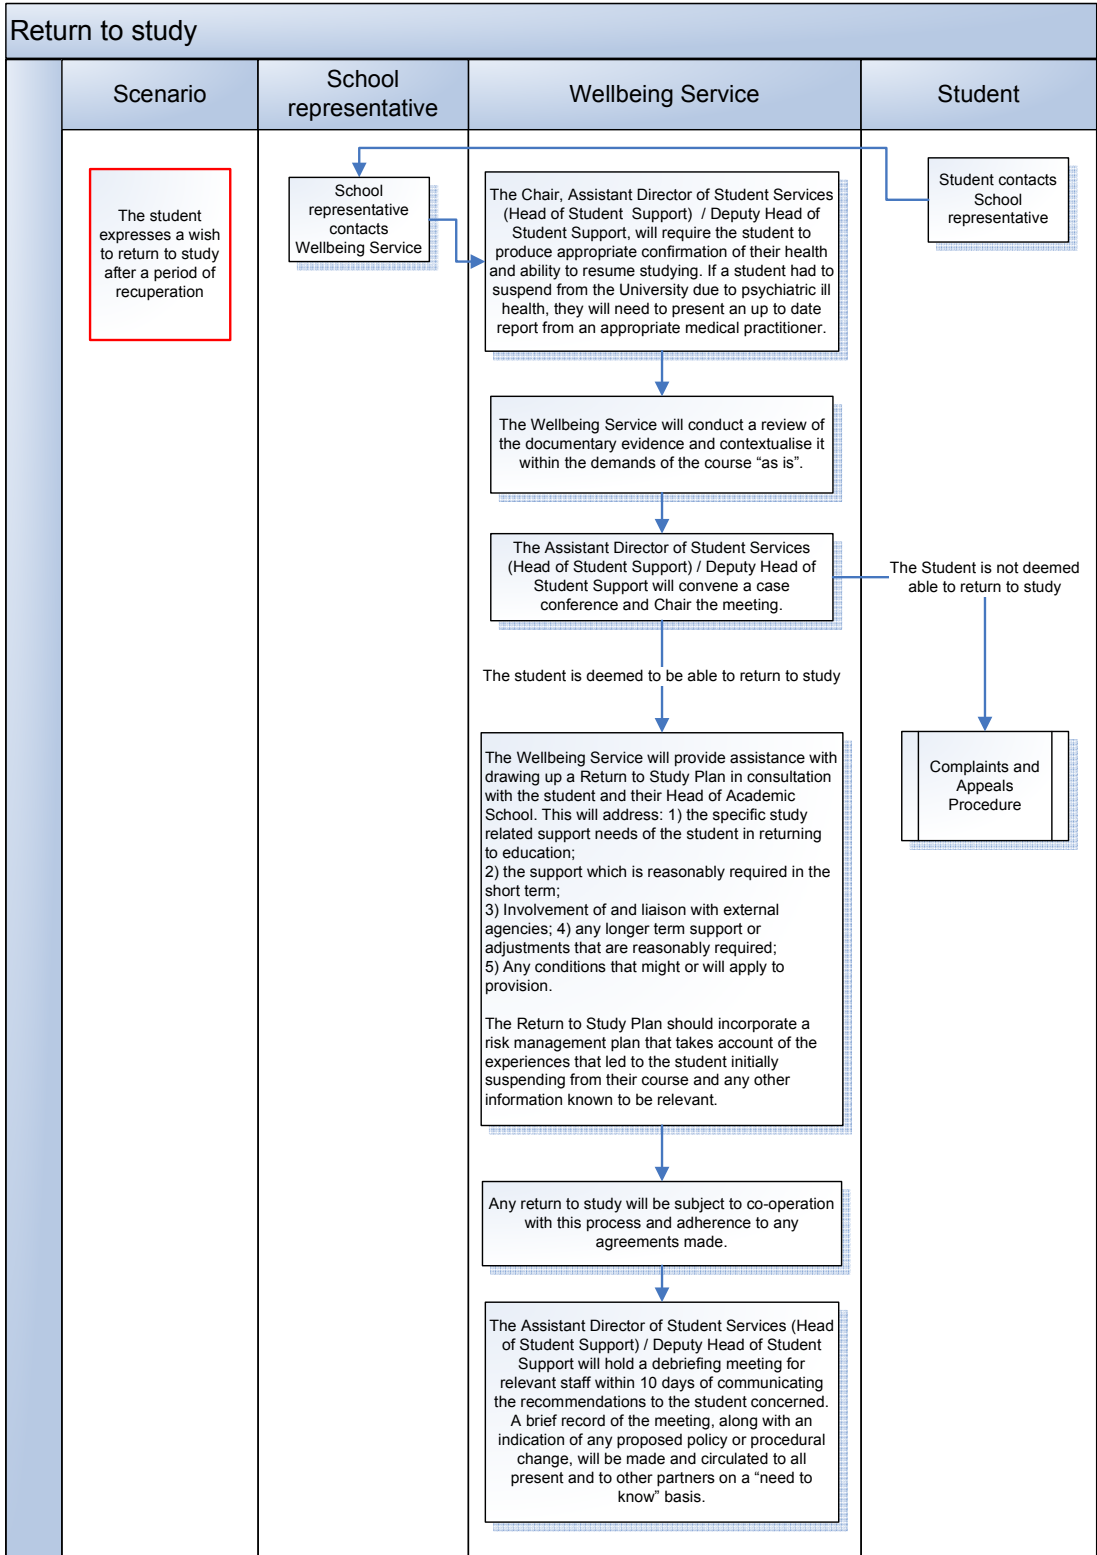 Return to study
Scenario
School
representative
Wellbeing Service
Student
The student
expresses a wish
to return to study
after a period of
recuperation
School
representative
contacts
Wellbeing Service
The Chair, Assistant Director of Student Services
(Head of Student Support) / Deputy Head of
Student Support, will require the student to
produce appropriate confirmation of their health
and ability to resume studying. If a student had to
suspend from the University due to psychiatric ill
health, they will need to present an up to date
report from an appropriate medical practitioner.
Student contacts
School
representative
The Wellbeing Service will conduct a review of
the documentary evidence and contextualise it
within the demands of the course “as is”.
The Assistant Director of Student Services
(Head of Student Support) / Deputy Head of
Student Support will convene a case
conference and Chair the meeting.
The Student is not deemed
able to return to study
The student is deemed to be able to return to study
The Wellbeing Service will provide assistance with
drawing up a Return to Study Plan in consultation
with the student and their Head of Academic
School. This will address: 1) the specific study
related support needs of the student in returning
to education;
2) the support which is reasonably required in the
short term;
3) Involvement of and liaison with external
agencies; 4) any longer term support or
adjustments that are reasonably required;
5) Any conditions that might or will apply to
provision.
The Return to Study Plan should incorporate a
risk management plan that takes account of the
experiences that led to the student initially
suspending from their course and any other
information known to be relevant.
Complaints and
Appeals
Procedure
Any return to study will be subject to co-operation
with this process and adherence to any
agreements made.
The Assistant Director of Student Services (Head
of Student Support) / Deputy Head of Student
Support will hold a debriefing meeting for
relevant staff within 10 days of communicating
the recommendations to the student concerned.
A brief record of the meeting, along with an
indication of any proposed policy or procedural
change, will be made and circulated to all
present and to other partners on a “need to
know” basis.